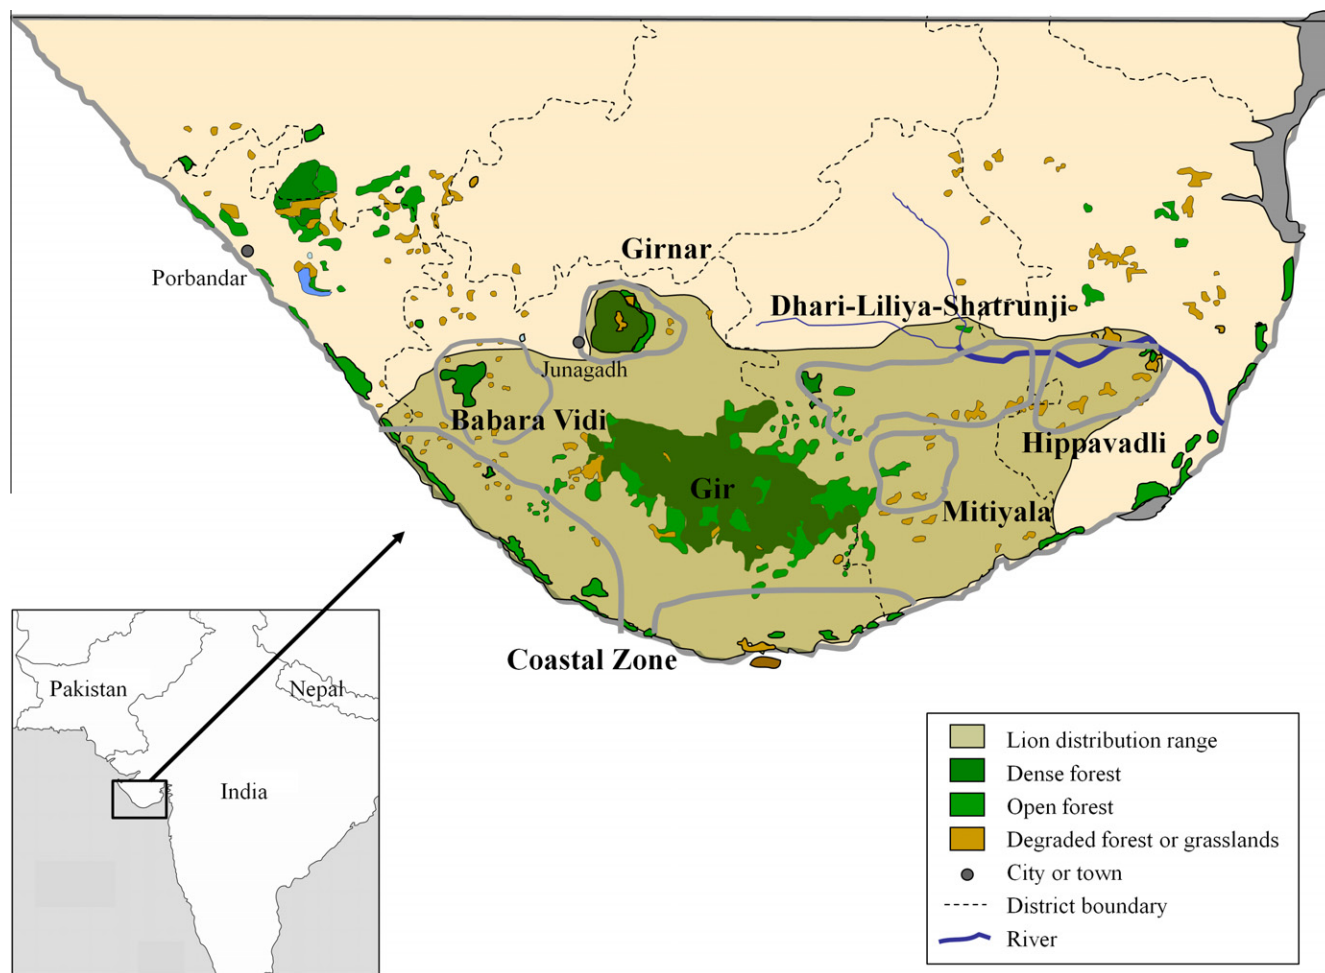 Girnar
Porbandar
Dhari-Liliya-Shatrunji
Junagadh
Babara Vidi
Hippavadli
Gir
Mitiyala
Coastal Zone
Pakistan
Nepal
India
Lion distribution range
Dense forest
Open forest
Degraded forest or grasslands
City or town
District boundary
River